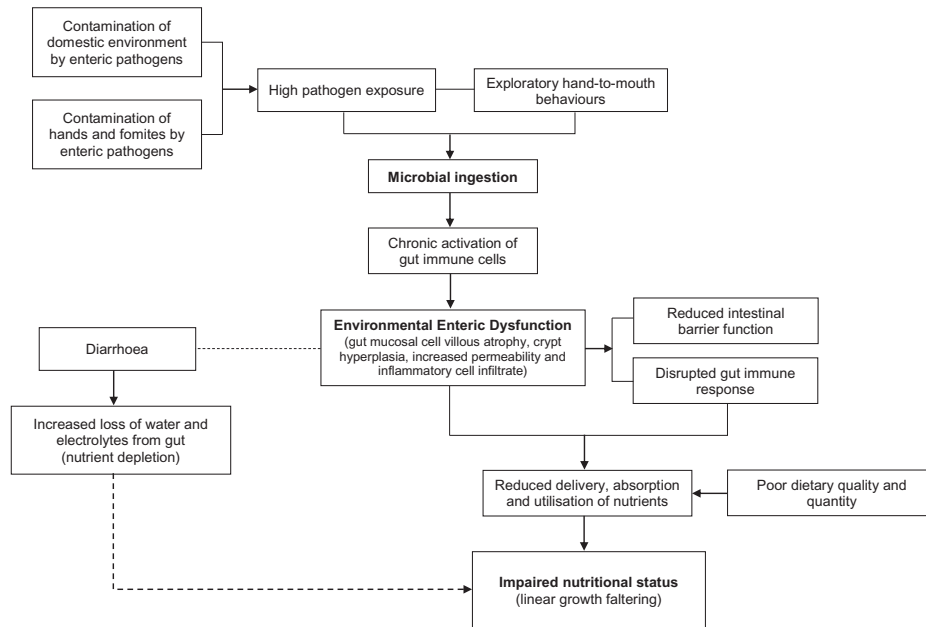 Contamination of
domestic environment
by enteric pathogens
High pathogen exposure
Exploratory hand-to-mouth
behaviours
Contamination of
hands and fomites by
enteric pathogens
Microbial ingestion
Chronic activation of
gut immune cells
Environmental Enteric Dysfunction
(gut mucosal cell villous atrophy, crypt
hyperplasia, increased permeability and
inflammatory cell infiltrate)
Reduced intestinal
barrier function
Disrupted gut immune
response
Diarrhoea
Increased loss of water and
electrolytes from gut
(nutrient depletion)
Reduced delivery, absorption
and utilisation of nutrients
Poor dietary quality and
quantity
Impaired nutritional status
(linear growth faltering)